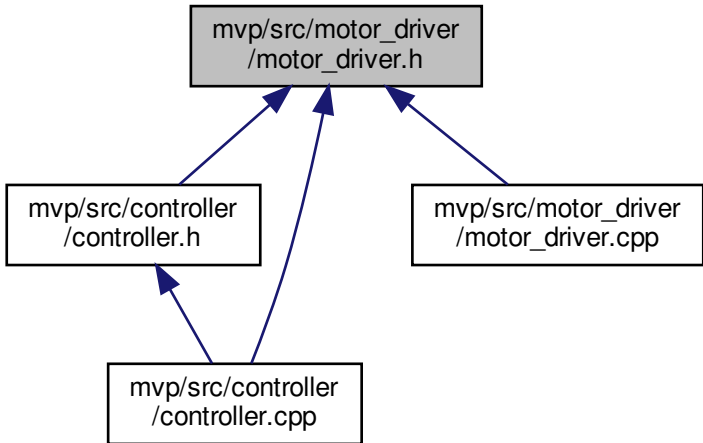 mvp/src/motor_driver
/motor_driver.h
mvp/src/controller
/controller.h
mvp/src/motor_driver
/motor_driver.cpp
mvp/src/controller
/controller.cpp